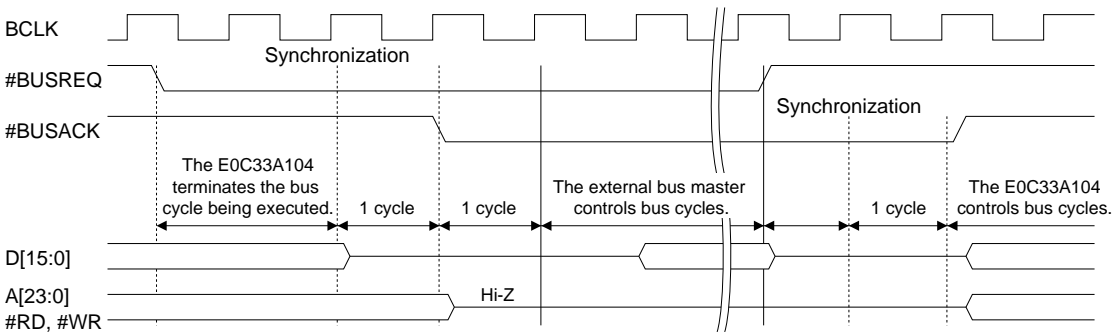 BCLK
Synchronization
#BUSREQ
Synchronization
#BUSACK
The E0C33A104
terminates the bus
cycle being executed.
1 cycle
1 cycle
The external bus master
controls bus cycles.
1 cycle
The E0C33A104
controls bus cycles.
D[15:0]
A[23:0]
Hi-Z
#RD, #WR